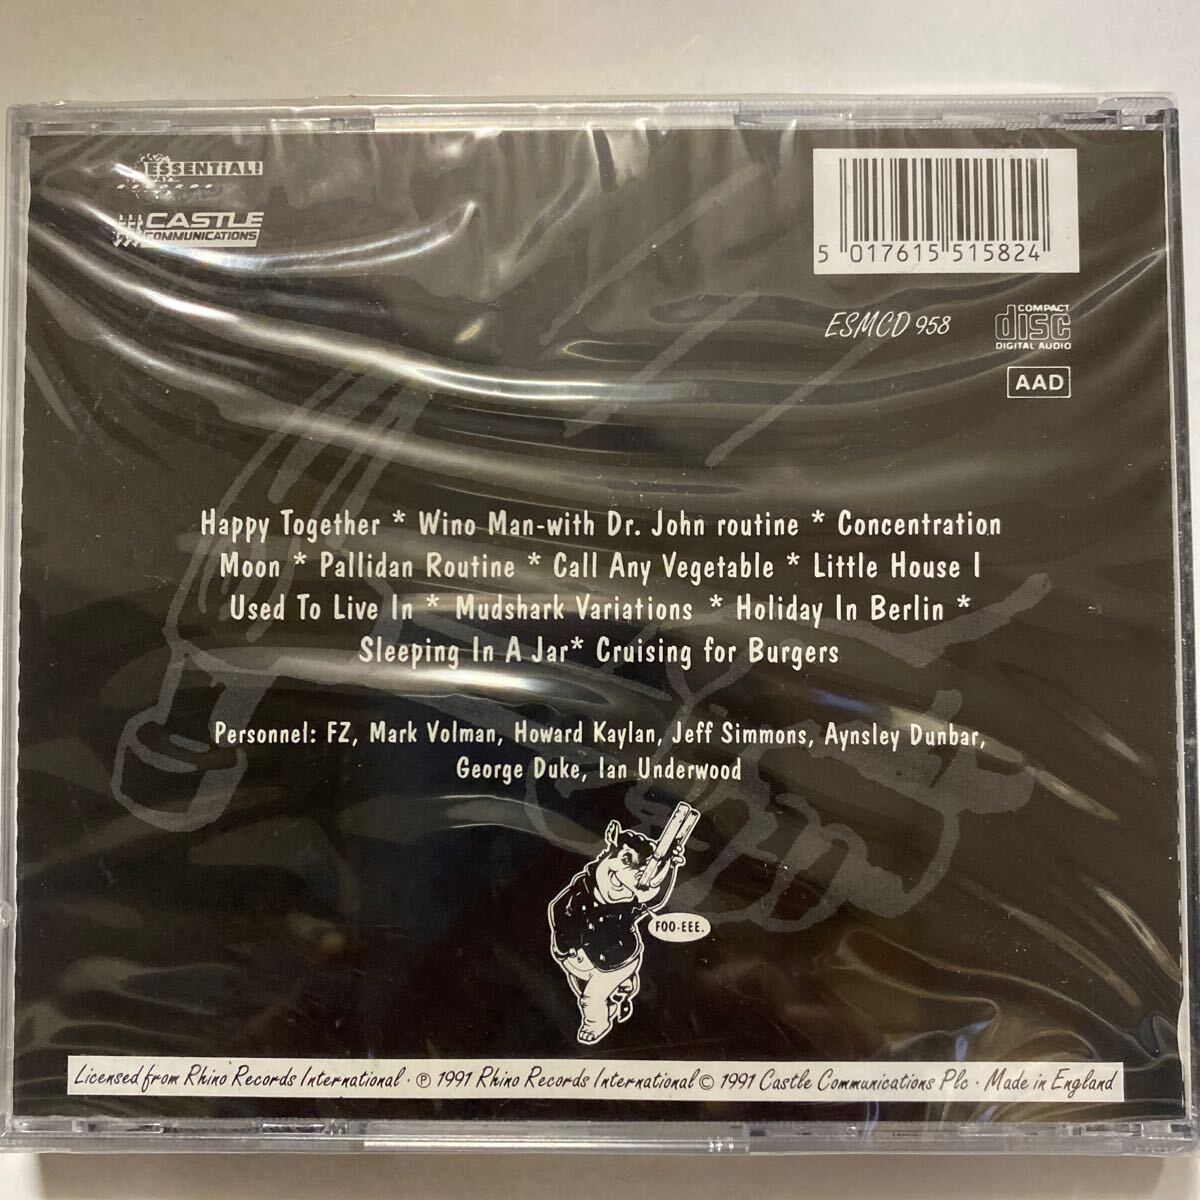 ESSENTiAL!
RECORDS
CASTLE
COMMUNICATIONS
5 017615 515824
ESMCD 958
COMPACT
disc
DIGITAL AUDIO
AAD
Happy Together * Wino Man-with Dr. John routine * Concentration
Moon * Pallidan Routine * Call Any Vegetable * Little House I
Used To Live In * Mudshark Variations * Holiday In Berlin *
Sleeping In A Jar* Cruising for Burgers
Personnel: FZ, Mark Volman, Howard Kaylan, Jeff Simmons, Aynsley Dunbar,
George Duke, Ian Underwood
FOO-EEE.
Licensed from Rhino Records International · ℗ 1991 Rhino Records International © 1991 Castle Communications Plc · Made in England